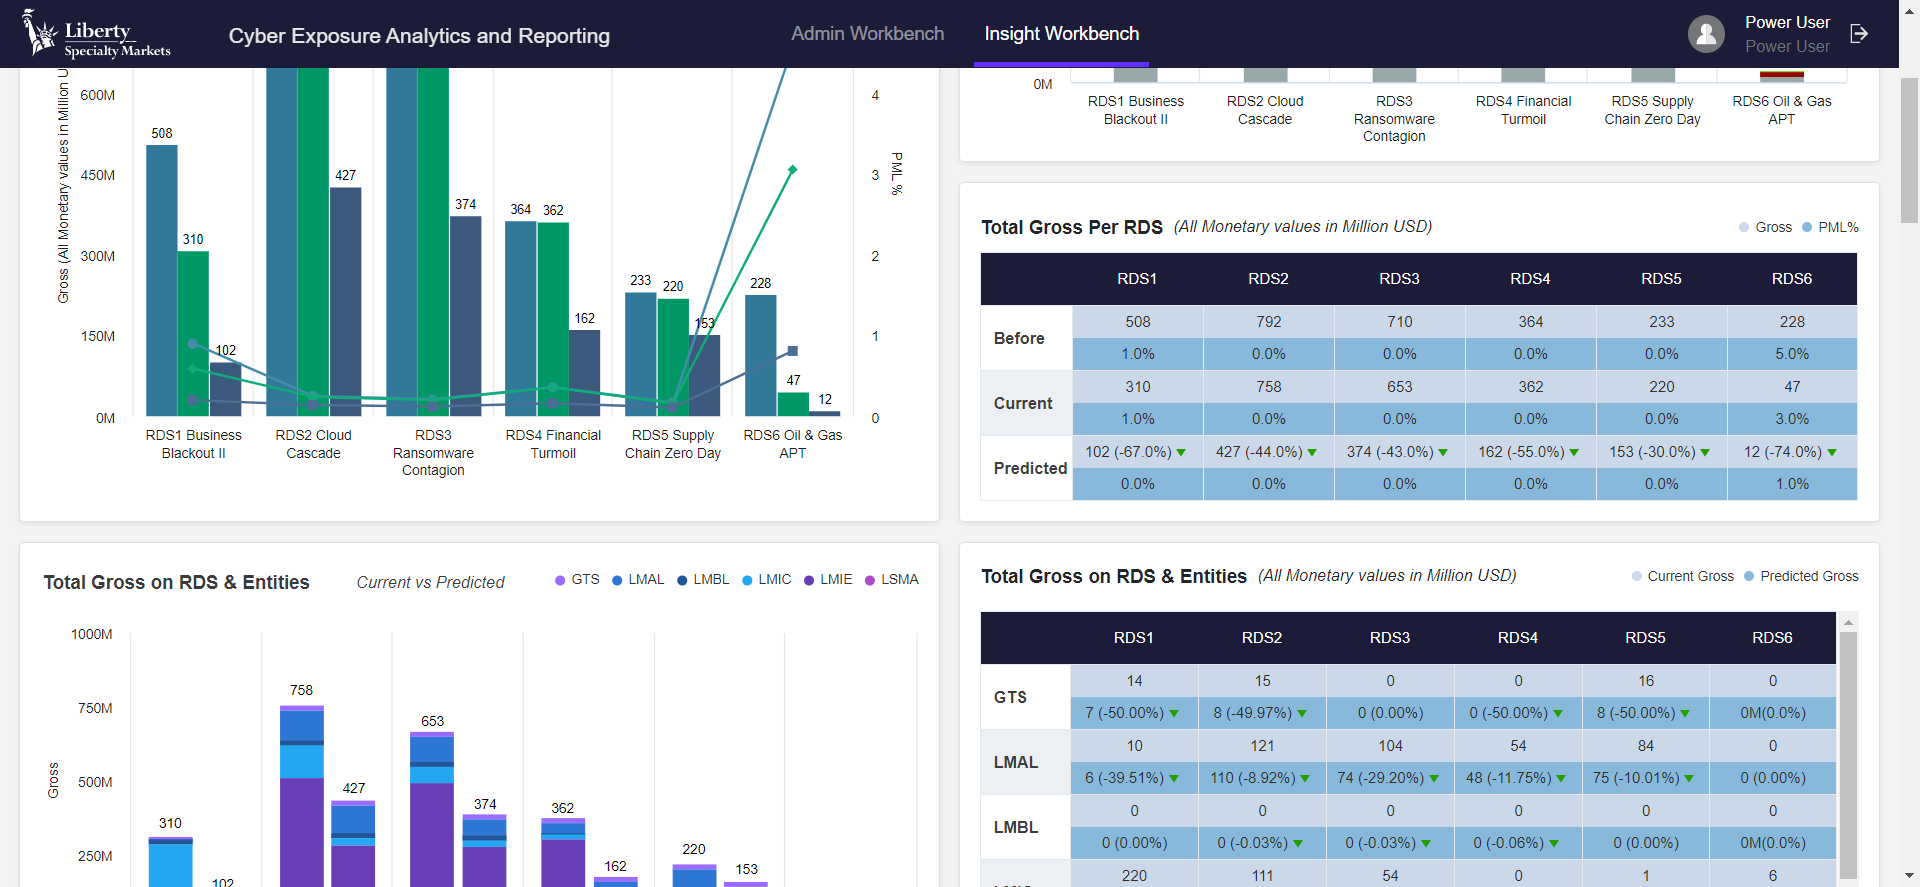 Liberty
Specialty Markets
Cyber Exposure Analytics and Reporting
Admin Workbench
Insight Workbench
Power User
Power User
Gross (All Monetary values in Million
600M
450M
300M
150M
0M
4
3
2
1
0
PML %
508
310
102
427
374
364
362
162
233
220
153
228
47
12
RDS1 Business
Blackout II
RDS2 Cloud
Cascade
RDS3
Ransomware
Contagion
RDS4 Financial
Turmoil
RDS5 Supply
Chain Zero Day
RDS6 Oil & Gas
APT
0M
RDS1 Business
Blackout II
RDS2 Cloud
Cascade
RDS3
Ransomware
Contagion
RDS4 Financial
Turmoil
RDS5 Supply
Chain Zero Day
RDS6 Oil & Gas
APT
Total Gross Per RDS (All Monetary values in Million USD)
Gross PML%
RDS1 RDS2 RDS3 RDS4 RDS5 RDS6
Before
508 792 710 364 233 228
1.0% 0.0% 0.0% 0.0% 0.0% 5.0%
Current
310 758 653 362 220 47
1.0% 0.0% 0.0% 0.0% 0.0% 3.0%
Predicted
102 (-67.0%) 427 (-44.0%) 374 (-43.0%) 162 (-55.0%) 153 (-30.0%) 12 (-74.0%)
0.0% 0.0% 0.0% 0.0% 0.0% 1.0%
Total Gross on RDS & Entities Current vs Predicted
GTS LMAL LMBL LMIC LMIE LSMA
1000M
750M
500M
250M
Gross
310
102
758
427
653
374
362
162
220
153
Total Gross on RDS & Entities (All Monetary values in Million USD)
Current Gross Predicted Gross
RDS1 RDS2 RDS3 RDS4 RDS5 RDS6
GTS
14 15 0 0 16 0
7 (-50.00%) 8 (-49.97%) 0 (0.00%) 0 (-50.00%) 8 (-50.00%) 0M(0.0%)
LMAL
10 121 104 54 84 0
6 (-39.51%) 110 (-8.92%) 74 (-29.20%) 48 (-11.75%) 75 (-10.01%) 0 (0.00%)
LMBL
0 0 0 0 0 0
0 (0.00%) 0 (-0.03%) 0 (-0.03%) 0 (-0.06%) 0 (0.00%) 0M(0.0%)
220 111 54 0 1 6